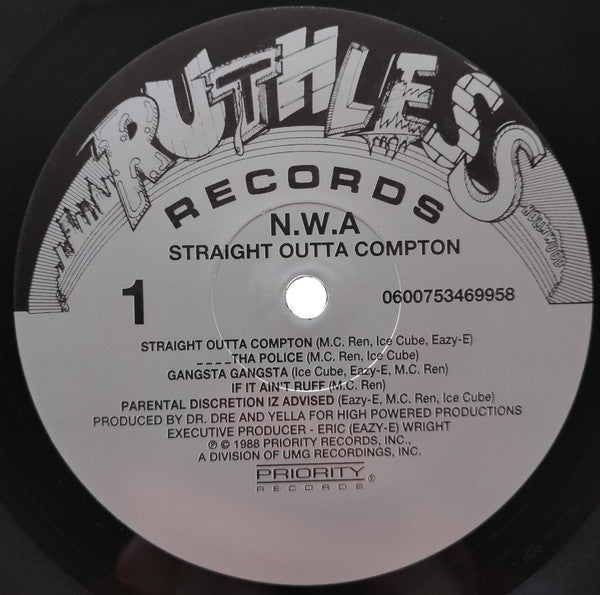 RUTHLESS
HOLLYWOOD
RECORDS
N.W.A
STRAIGHT OUTTA COMPTON
1
0600753469958
STRAIGHT OUTTA COMPTON (M.C. Ren, Ice Cube, Eazy-E)
_ _ _ _THA POLICE (M.C. Ren, Ice Cube)
GANGSTA GANGSTA (Ice Cube, Eazy-E, M.C. Ren)
IF IT AIN'T RUFF (M.C. Ren)
PARENTAL DISCRETION IZ ADVISED (Eazy-E, M.C. Ren, Ice Cube)
PRODUCED BY DR. DRE AND YELLA FOR HIGH POWERED PRODUCTIONS
EXECUTIVE PRODUCER - ERIC (EAZY-E) WRIGHT
℗ © 1988 PRIORITY RECORDS, INC.,
A DIVISION OF UMG RECORDINGS, INC.
PRIORITY
RECORDS®